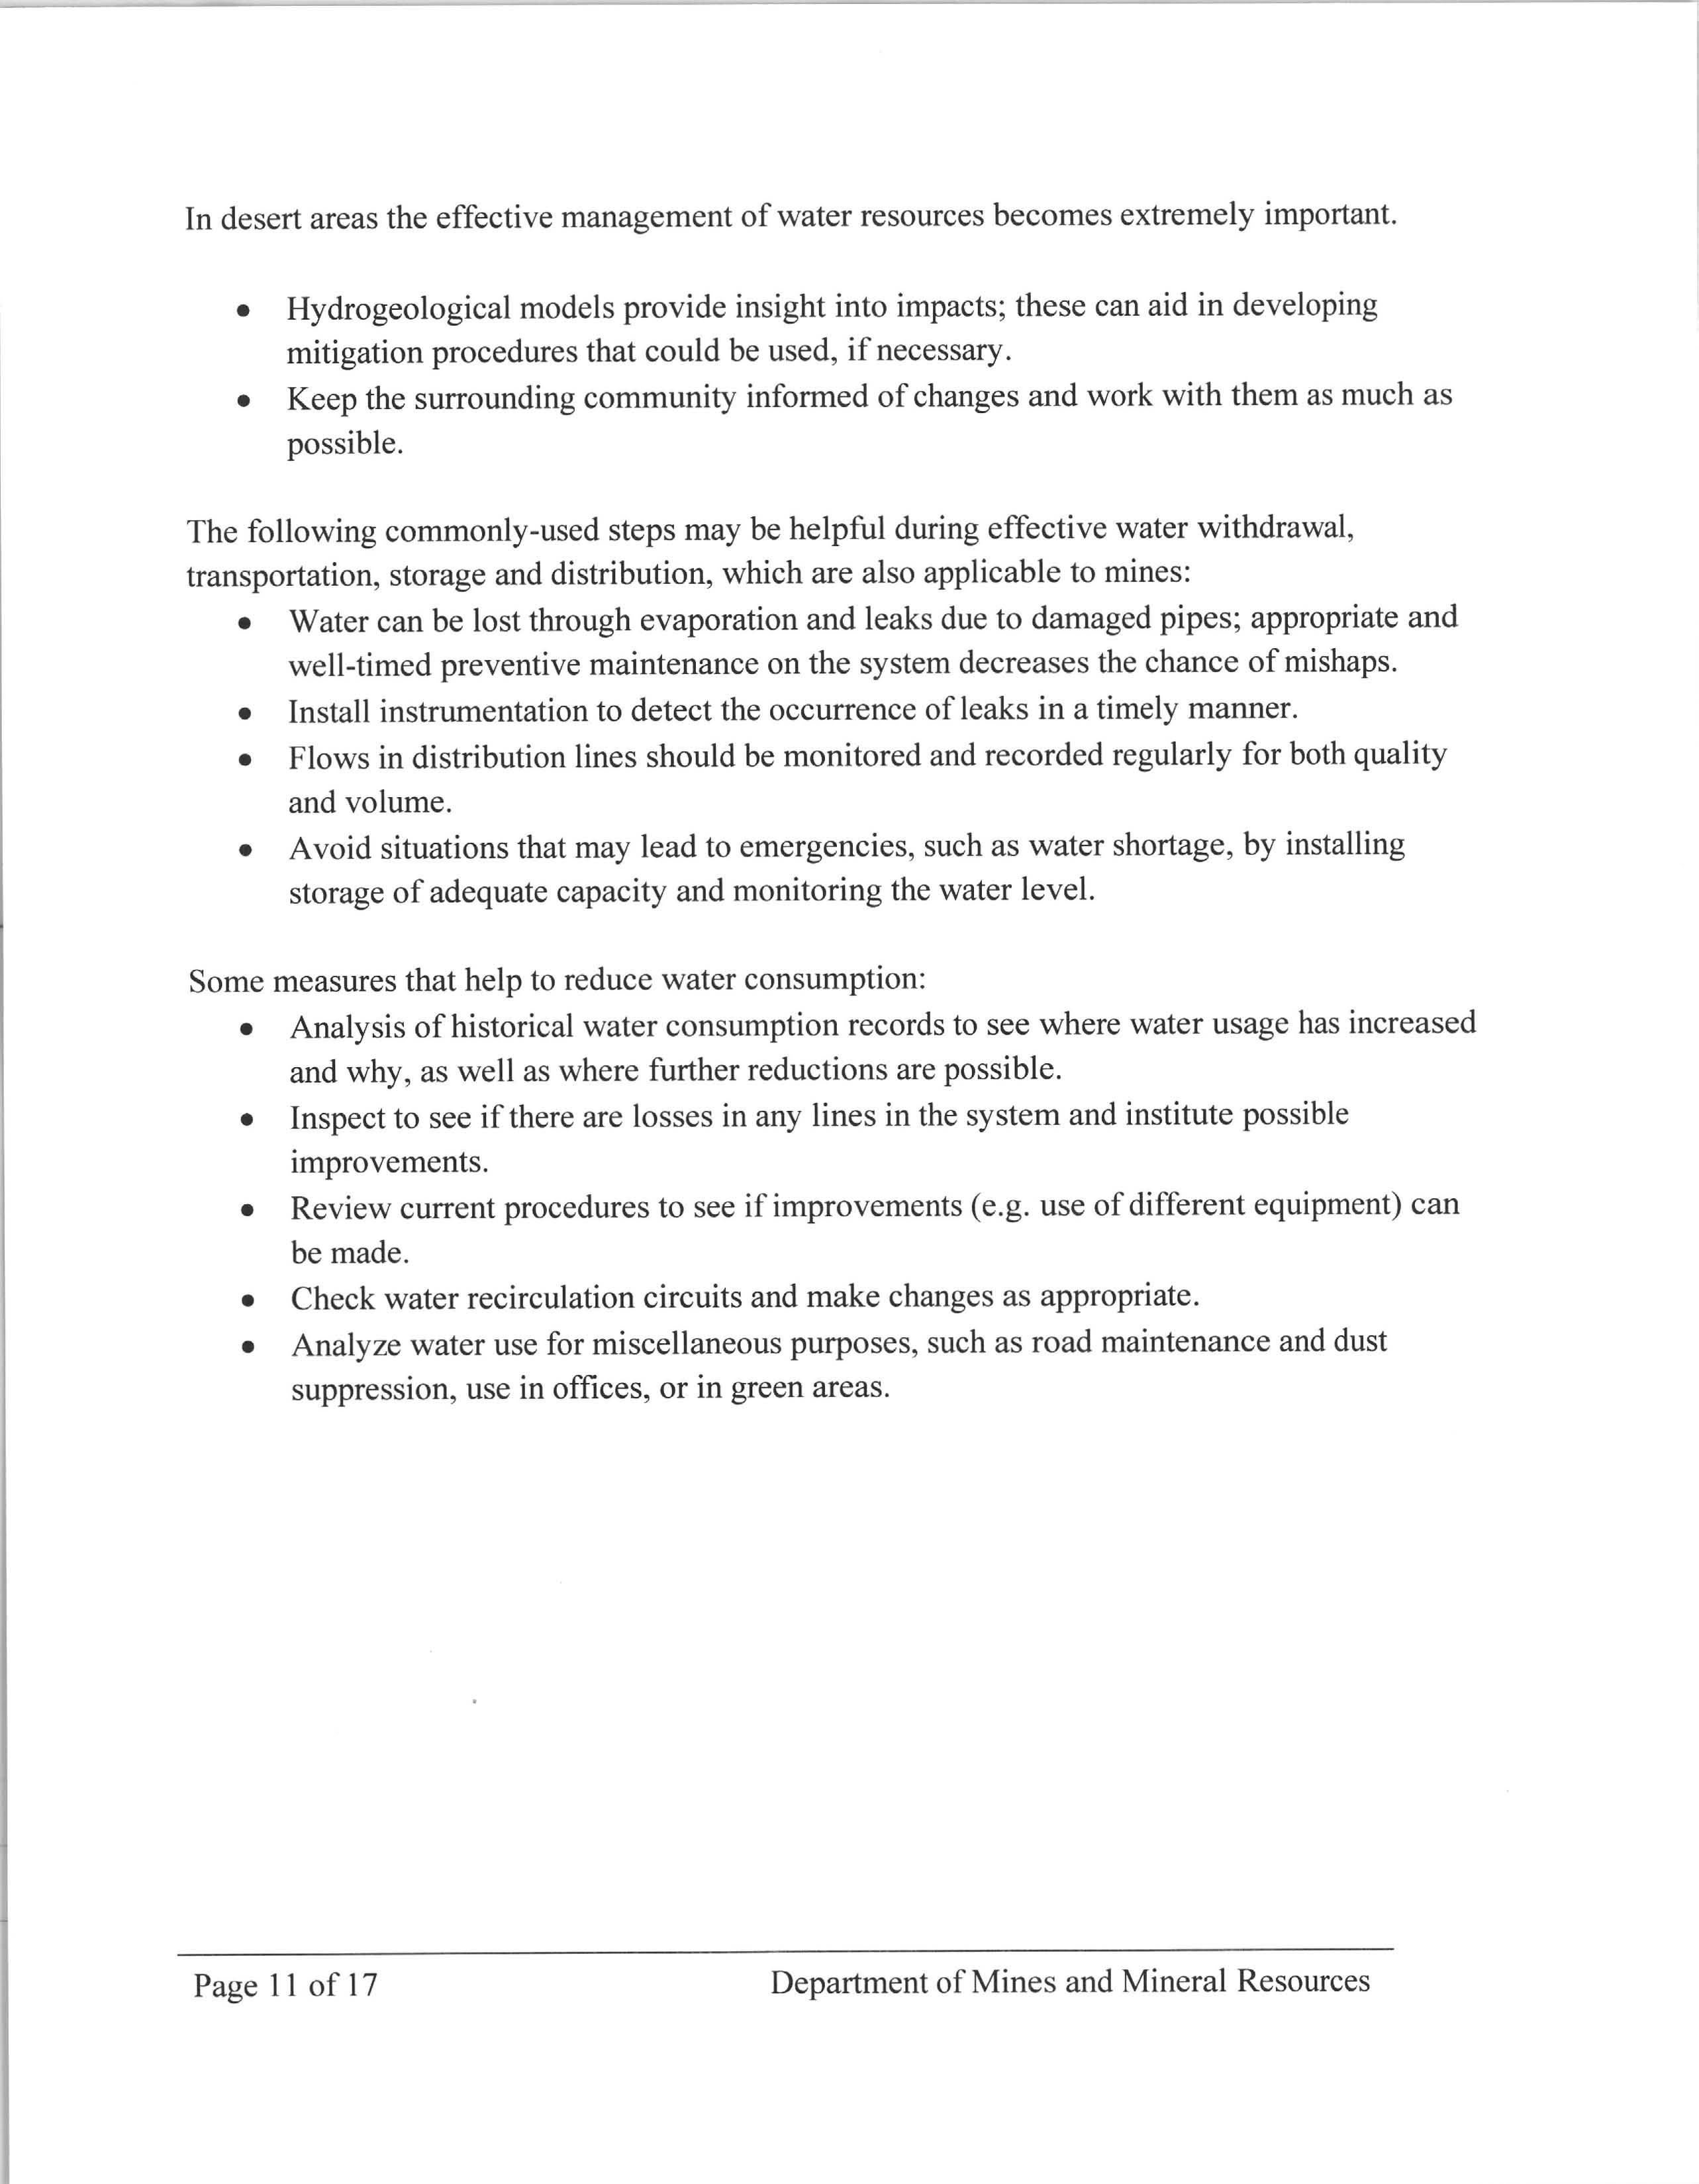 In desert areas the effective management of water resources becomes extremely important.
• Hydrogeological models provide insight into impacts; these can aid in developing
mitigation procedures that could be used, if necessary.
• Keep the surrounding community informed of changes and work with them as much as
possible.
The following commonly-used steps may be helpful during effective water withdrawal,
transportation, storage and distribution, which are also applicable to mines:
• Water can be lost through evaporation and leaks due to damaged pipes; appropriate and
well-timed preventive maintenance on the system decreases the chance of mishaps.
• Install instrumentation to detect the occurrence of leaks in a timely manner.
• Flows in distribution lines should be monitored and recorded regularly for both quality
and volume.
• Avoid situations that may lead to emergencies, such as water shortage, by installing
storage of adequate capacity and monitoring the water level.
Some measures that help to reduce water consumption:
• Analysis of historical water consumption records to see where water usage has increased
and why, as well as where further reductions are possible.
• Inspect to see if there are losses in any lines in the system and institute possible
improvements.
• Review current procedures to see if improvements (e.g. use of different equipment) can
be made.
• Check water recirculation circuits and make changes as appropriate.
• Analyze water use for miscellaneous purposes, such as road maintenance and dust
suppression, use in offices, or in green areas.
Page 11 of 17 Department of Mines and Mineral Resources